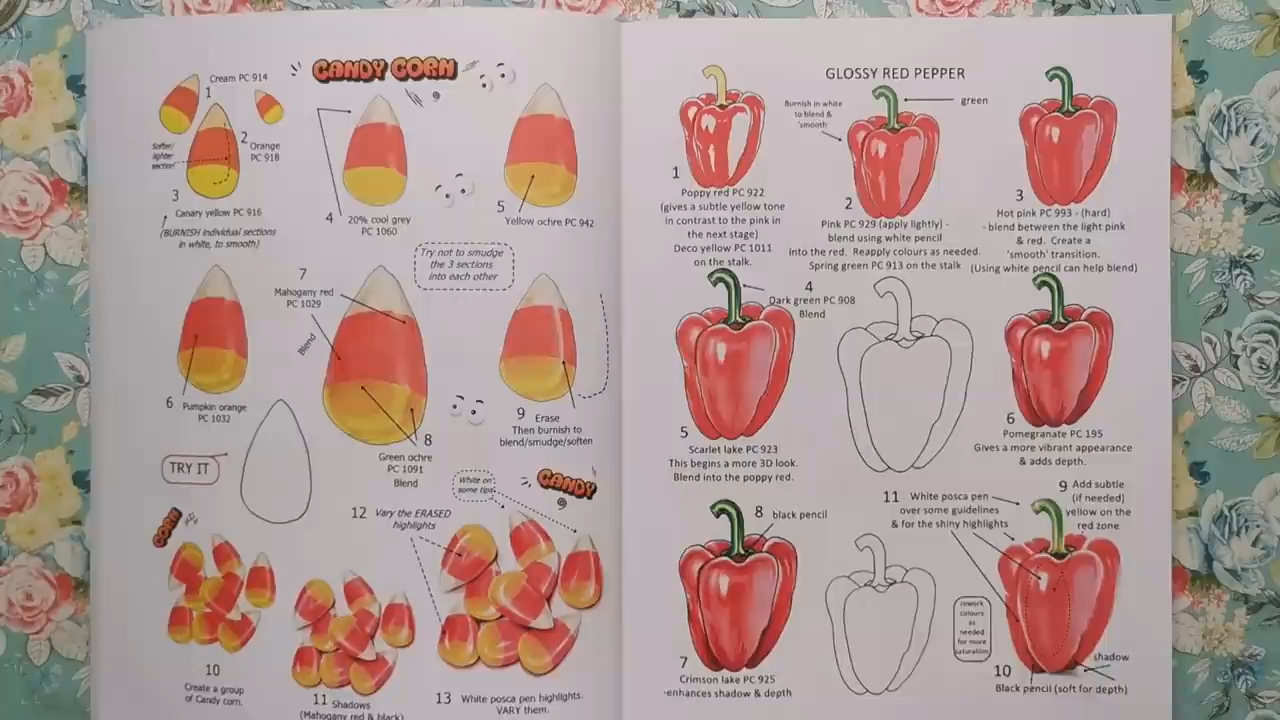 CANDY CORN
Cream PC 914
1
2
Orange
PC 918
Softer/
lighter
section
3
Canary yellow PC 916
(BURNISH individual sections
in white, to smooth)
4
20% cool grey
PC 1060
5
Yellow ochre PC 942
Try not to smudge
the 3 sections
into each other
6
Pumpkin orange
PC 1032
7
Mahogany red
PC 1029
Blend
8
Green ochre
PC 1091
Blend
9
Erase
Then burnish to
blend/smudge/soften
TRY IT
CORN
CANDY
White on
some tips
12
Vary the ERASED
highlights
10
Create a group
of Candy corn.
11 Shadows
(Mahogany red & black)
13
White posca pen highlights.
VARY them.
GLOSSY RED PEPPER
1
Poppy red PC 922
(gives a subtle yellow tone
in contrast to the pink in
the next stage)
Deco yellow PC 1011
on the stalk.
Burnish in white
to blend &
'smooth'
green
2
Pink PC 929 (apply lightly) -
blend using white pencil
into the red. Reapply colours as needed.
Spring green PC 913 on the stalk
3
Hot pink PC 993 - (hard)
- blend between the light pink
& red. Create a
'smooth' transition.
(Using white pencil can help blend)
4
Dark green PC 908
Blend
5
Scarlet lake PC 923
This begins a more 3D look.
Blend into the poppy red.
6
Pomegranate PC 195
Gives a more vibrant appearance
& adds depth.
7
Crimson lake PC 925
-enhances shadow & depth
8
black pencil
11
White posca pen
over some guidelines
& for the shiny highlights
9
Add subtle
(if needed)
yellow on the
red zone
rework
colours
as
needed
for more
saturation
shadow
10
Black pencil (soft for depth)